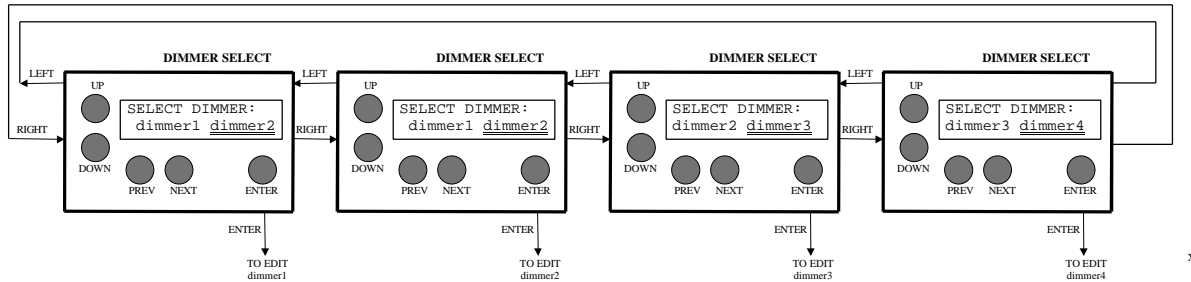 DIMMER SELECT DIMMER SELECT DIMMER SELECT DIMMER SELECT
LEFT LEFT LEFT LEFT
UP UP UP UP
SELECT DIMMER: SELECT DIMMER: SELECT DIMMER: SELECT DIMMER:
dimmer1 dimmer2 dimmer1 dimmer2 dimmer2 dimmer3 dimmer3 dimmer4
RIGHT RIGHT RIGHT RIGHT
DOWN DOWN DOWN DOWN
PREV NEXT ENTER PREV NEXT ENTER PREV NEXT ENTER PREV NEXT ENTER
ENTER ENTER ENTER ENTER
TO EDIT TO EDIT TO EDIT TO EDIT
dimmer1 dimmer2 dimmer3 dimmer4